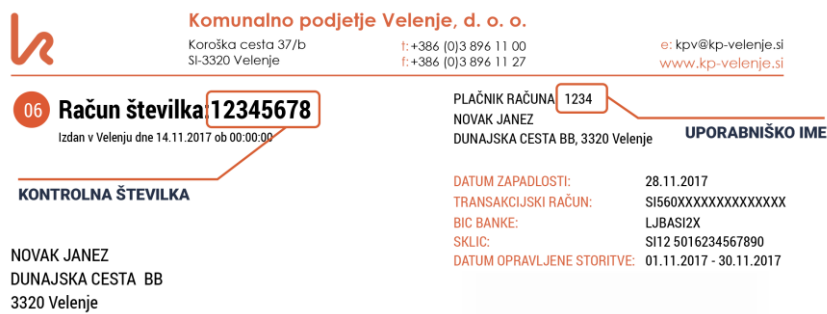 Komunalno podjetje Velenje, d. o. o.
Koroška cesta 37/b
SI-3320 Velenje
t: +386 (0)3 896 11 00
f: +386 (0)3 896 11 27
e: kpv@kp-velenje.si
www.kp-velenje.si
06 Račun številka: 12345678
Izdan v Velenju dne 14.11.2017 ob 00:00:00
KONTROLNA ŠTEVILKA
PLAČNIK RAČUNA 1234
NOVAK JANEZ
DUNAJSKA CESTA BB, 3320 Velenje
UPORABNIŠKO IME
DATUM ZAPADLOSTI: 28.11.2017
TRANSAKCIJSKI RAČUN: SI560XXXXXXXXXXXXXX
BIC BANKE: LJBASI2X
SKLIC: SI12 5016234567890
DATUM OPRAVLJENE STORITVE: 01.11.2017 - 30.11.2017
NOVAK JANEZ
DUNAJSKA CESTA BB
3320 Velenje